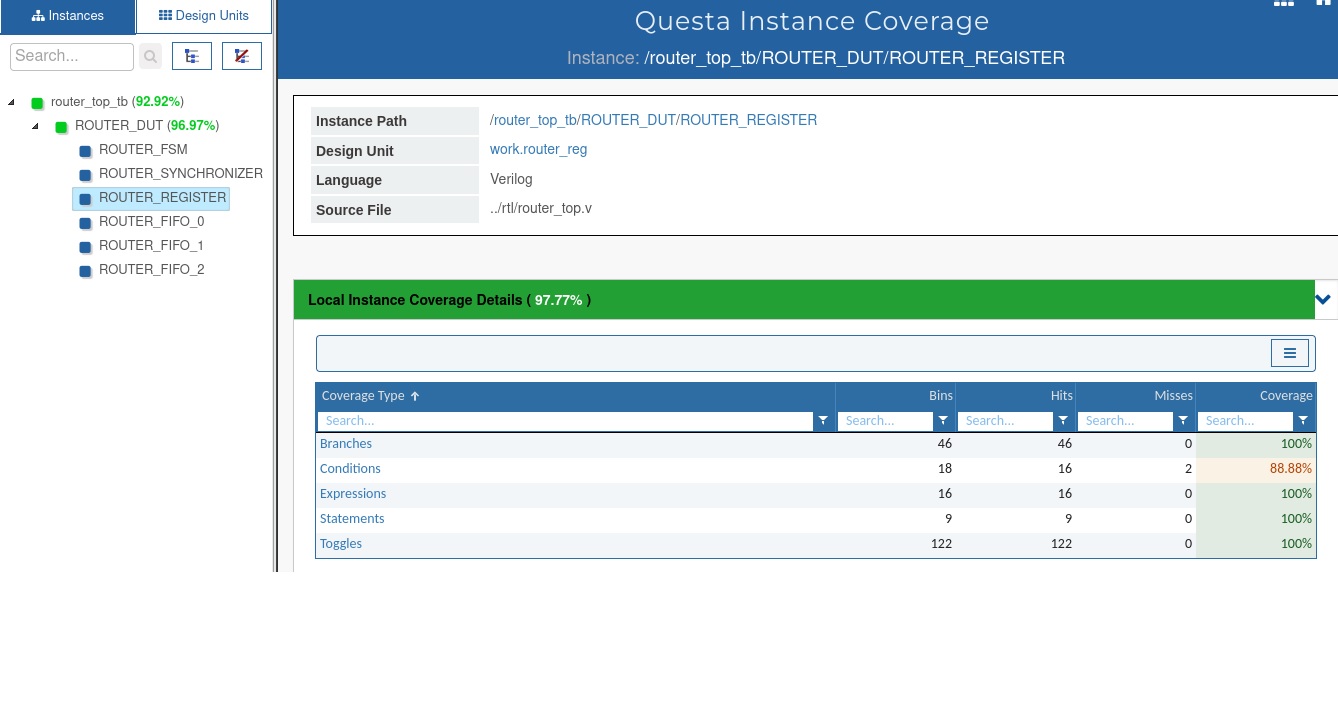 Instances
Design Units
Search...
router_top_tb (92.92%)
ROUTER_DUT (96.97%)
ROUTER_FSM
ROUTER_SYNCHRONIZER
ROUTER_REGISTER
ROUTER_FIFO_0
ROUTER_FIFO_1
ROUTER_FIFO_2
Questa Instance Coverage
Instance: /router_top_tb/ROUTER_DUT/ROUTER_REGISTER
Instance Path /router_top_tb/ROUTER_DUT/ROUTER_REGISTER
Design Unit work.router_reg
Language Verilog
Source File ../rtl/router_top.v
Local Instance Coverage Details ( 97.77% )
Coverage Type Bins Hits Misses Coverage
Search... Search... Search... Search... Search...
Branches 46 46 0 100%
Conditions 18 16 2 88.88%
Expressions 16 16 0 100%
Statements 9 9 0 100%
Toggles 122 122 0 100%